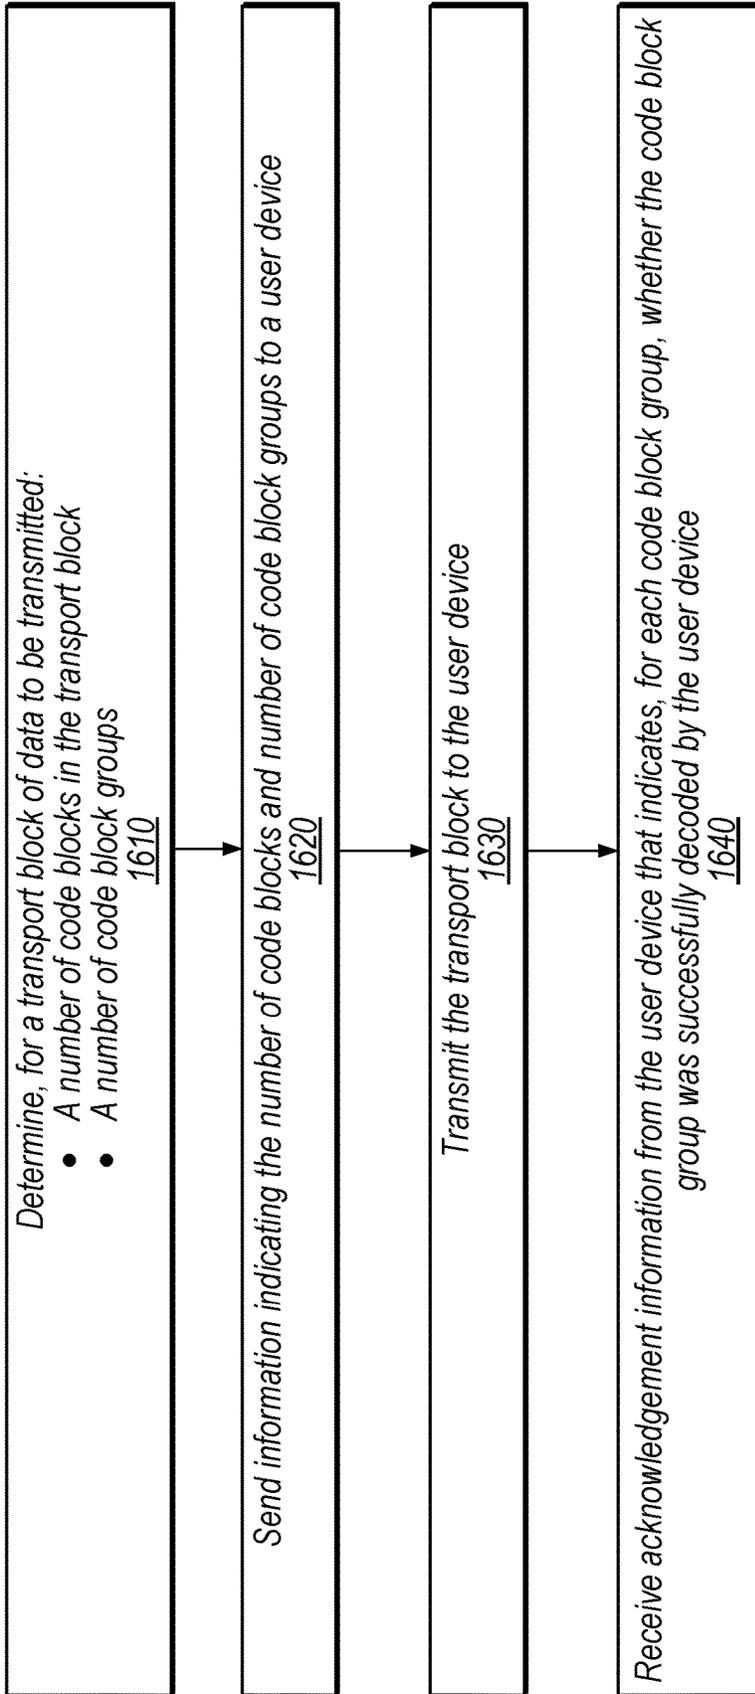 Determine, for a transport block of data to be transmitted:
• A number of code blocks in the transport block
• A number of code block groups
1610
Send information indicating the number of code blocks and number of code block groups to a user device
1620
Transmit the transport block to the user device
1630
Receive acknowledgement information from the user device that indicates, for each code block group, whether the code block
group was successfully decoded by the user device
1640